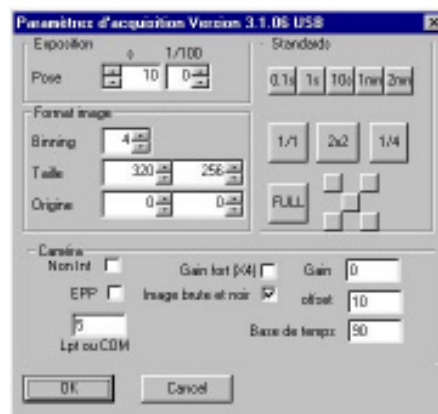 Paramètres d'acquisition Version 3.1.06 USB
Exposition
s 1/100
Pose 10 0
Format image
Binning 4
Taille 320 256
Origine 0 0
Standards
0.1s 1s 10s 1mn 2mn
1/1 2x2 1/4
FULL
Caméra
Non Int
EPP
5
Lpt ou COM
Gain fort (X4)
Image brute et noir
Gain 0
offset 10
Base de temps 90
OK Cancel